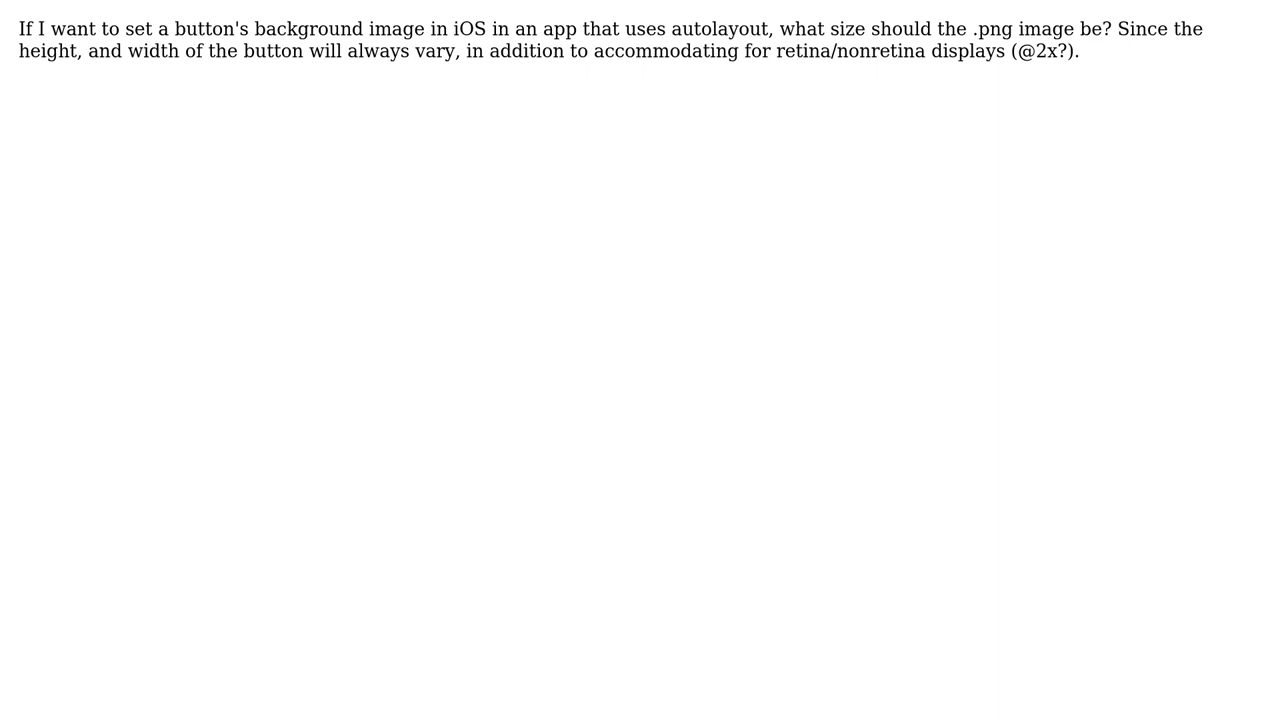 If I want to set a button's background image in iOS in an app that uses autolayout, what size should the .png image be? Since the
height, and width of the button will always vary, in addition to accommodating for retina/nonretina displays (@2x?).